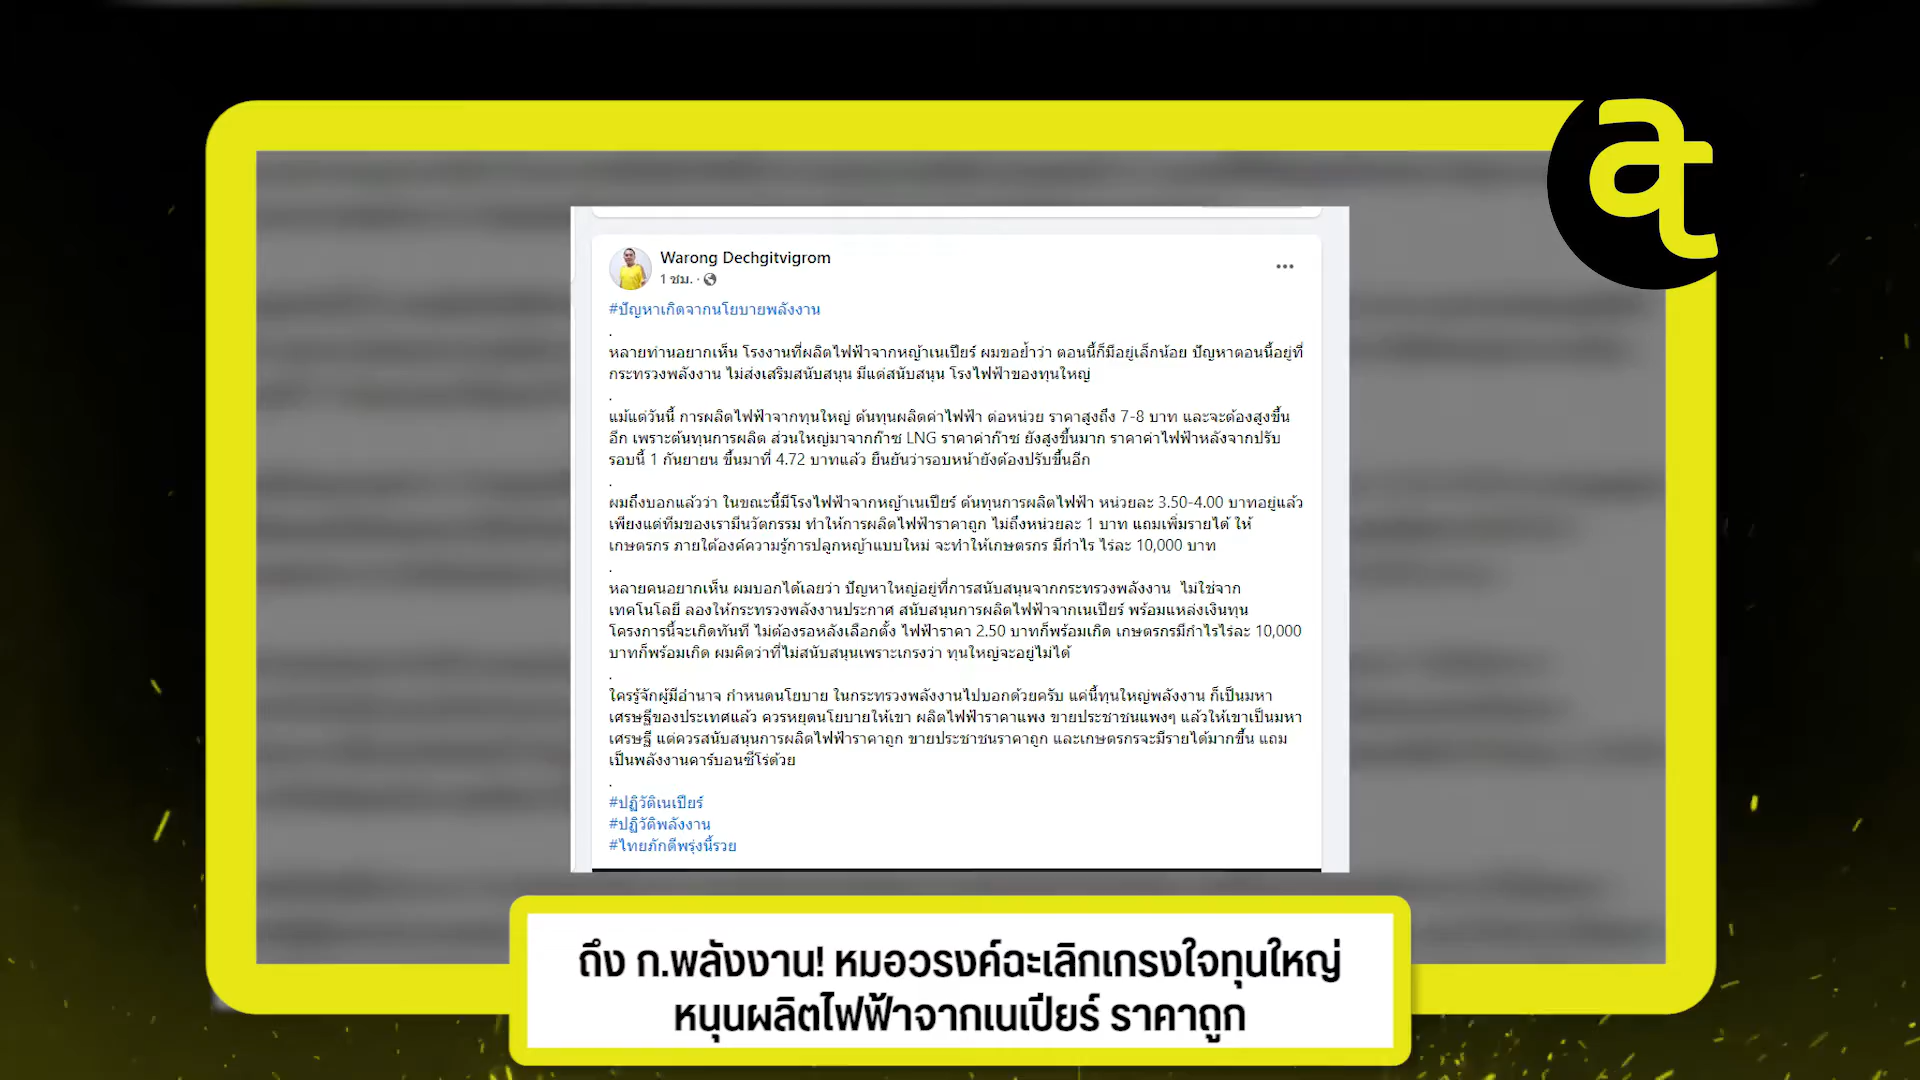 at
Warong Dechgitvigrom
1 ชม. ·
#ปัญหาเกิดจากนโยบายพลังงาน
.
หลายท่านอยากเห็น โรงงานที่ผลิตไฟฟ้าจากหญ้าเนเปียร์ ผมขอย้ำว่า ตอนนี้ก็มีอยู่เล็กน้อย ปัญหาตอนนี้อยู่ที่
กระทรวงพลังงาน ไม่ส่งเสริมสนับสนุน มีแต่สนับสนุน โรงไฟฟ้าของทุนใหญ่
.
แม้แต่วันนี้ การผลิตไฟฟ้าจากทุนใหญ่ ต้นทุนผลิตค่าไฟฟ้า ต่อหน่วย ราคาสูงถึง 7-8 บาท และจะต้องสูงขึ้น
อีก เพราะต้นทุนการผลิต ส่วนใหญ่มาจากก๊าซ LNG ราคาค่าก๊าซ ยังสูงขึ้นมาก ราคาค่าไฟฟ้าหลังจากปรับ
รอบนี้ 1 กันยายน ขึ้นมาที่ 4.72 บาทแล้ว ยืนยันว่ารอบหน้ายังต้องปรับขึ้นอีก
.
ผมถึงบอกแล้วว่า ในขณะนี้มีโรงไฟฟ้าจากหญ้าเนเปียร์ ต้นทุนการผลิตไฟฟ้า หน่วยละ 3.50-4.00 บาทอยู่แล้ว
เพียงแต่ทีมของเรามีนวัตกรรม ทำให้การผลิตไฟฟ้าราคาถูก ไม่ถึงหน่วยละ 1 บาท แถมเพิ่มรายได้ ให้
เกษตรกร ภายใต้องค์ความรู้การปลูกหญ้าแบบใหม่ จะทำให้เกษตรกร มีกำไร ไร่ละ 10,000 บาท
.
หลายคนอยากเห็น ผมบอกได้เลยว่า ปัญหาใหญ่อยู่ที่การสนับสนุนจากกระทรวงพลังงาน ไม่ใช่จาก
เทคโนโลยี ลองให้กระทรวงพลังงานประกาศ สนับสนุนการผลิตไฟฟ้าจากเนเปียร์ พร้อมแหล่งเงินทุน
โครงการนี้จะเกิดทันที ไม่ต้องรอหลังเลือกตั้ง ไฟฟ้าราคา 2.50 บาทก็พร้อมเกิด เกษตรกรมีกำไรไร่ละ 10,000
บาทก็พร้อมเกิด ผมคิดว่าที่ไม่สนับสนุนเพราะเกรงว่า ทุนใหญ่จะอยู่ไม่ได้
.
ใครรู้จักผู้มีอำนาจ กำหนดนโยบาย ในกระทรวงพลังงานไปบอกด้วยครับ แค่นี้ทุนใหญ่พลังงาน ก็เป็นมหา
เศรษฐีของประเทศแล้ว ควรหยุดนโยบายให้เขา ผลิตไฟฟ้าราคาแพง ขายประชาชนแพงๆ แล้วให้เขาเป็นมหา
เศรษฐี แต่ควรสนับสนุนการผลิตไฟฟ้าราคาถูก ขายประชาชนราคาถูก และเกษตรกรจะมีรายได้มากขึ้น แถม
เป็นพลังงานคาร์บอนซีโร่ด้วย
.
#ปฏิวัติเนเปียร์
#ปฏิวัติพลังงาน
#ไทยภักดีพรุ่งนี้รวย
ถึง ก.พลังงาน! หมอวรงค์ฉะเลิกเกรงใจทุนใหญ่
หนุนผลิตไฟฟ้าจากเนเปียร์ ราคาถูก